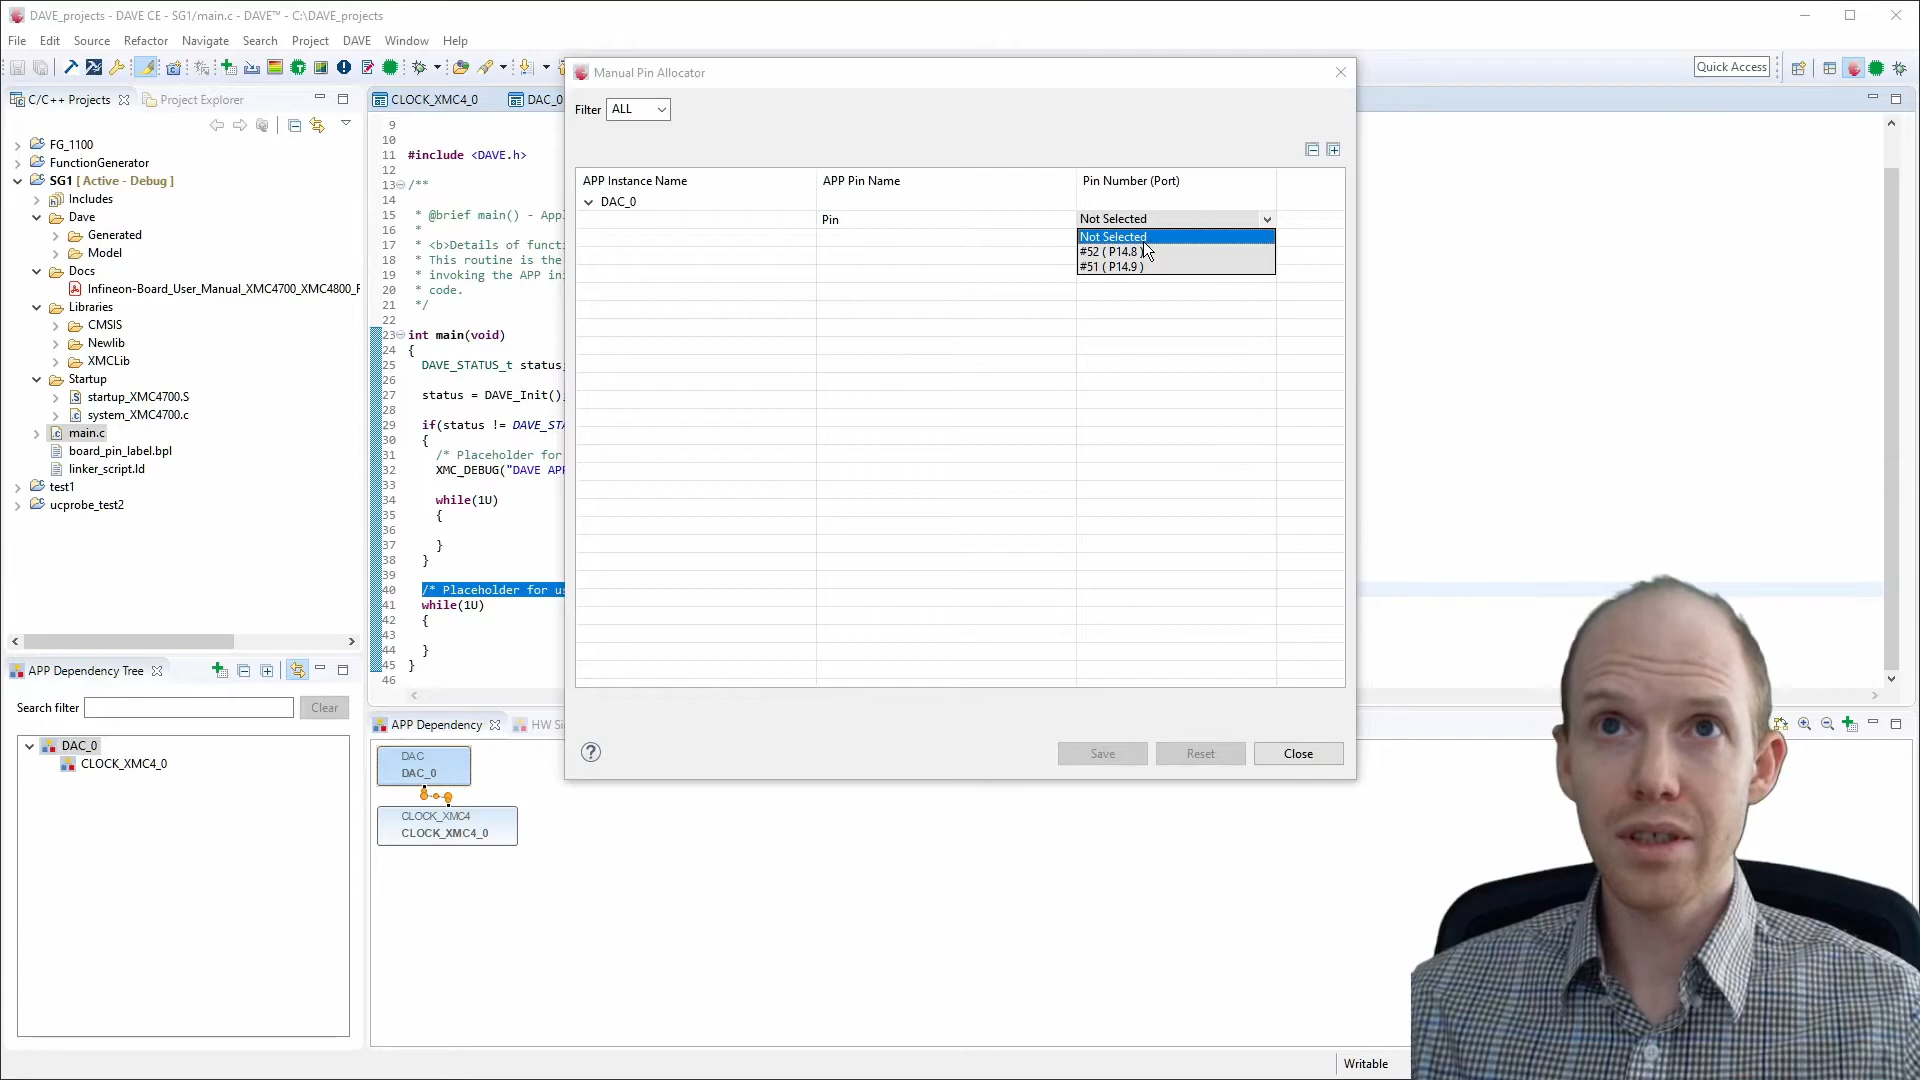 DAVE_projects - DAVE CE - SG1/main.c - DAVE™ - C:\DAVE_projects
File Edit Source Refactor Navigate Search Project DAVE Window Help
Quick Access
C/C++ Projects
Project Explorer
FG_1100
FunctionGenerator
SG1 [ Active - Debug ]
Includes
Dave
Generated
Model
Docs
Infineon-Board_User_Manual_XMC4700_XMC4800_F
Libraries
CMSIS
Newlib
XMCLib
Startup
startup_XMC4700.S
system_XMC4700.c
main.c
board_pin_label.bpl
linker_script.ld
test1
ucprobe_test2
APP Dependency Tree
Search filter
Clear
DAC_0
CLOCK_XMC4_0
CLOCK_XMC4_0
DAC_0
9
10
11 #include <DAVE.h>
12
13 /**
14
15 * @brief main() - Appl
16 *
17 * <b>Details of functi
18 * This routine is the
19 * invoking the APP ini
20 * code.
21 */
22
23 int main(void)
24 {
25 DAVE_STATUS_t status;
26
27 status = DAVE_Init();
28
29 if(status != DAVE_STA
30 {
31 /* Placeholder for
32 XMC_DEBUG("DAVE APP
33
34 while(1U)
35 {
36
37 }
38 }
39
40 /* Placeholder for us
41 while(1U)
42 {
43
44 }
45 }
46
APP Dependency
HW Si
DAC
DAC_0
CLOCK_XMC4
CLOCK_XMC4_0
Manual Pin Allocator
Filter ALL
APP Instance Name APP Pin Name Pin Number (Port)
DAC_0
Pin Not Selected
Not Selected
#52 ( P14.8 )
#51 ( P14.9 )
Save Reset Close
Writable